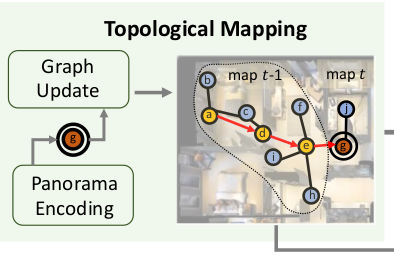 Topological Mapping
Graph
Update
g
Panorama
Encoding
map t-1
map t
b
a
c
d
f
i
e
g
j
h